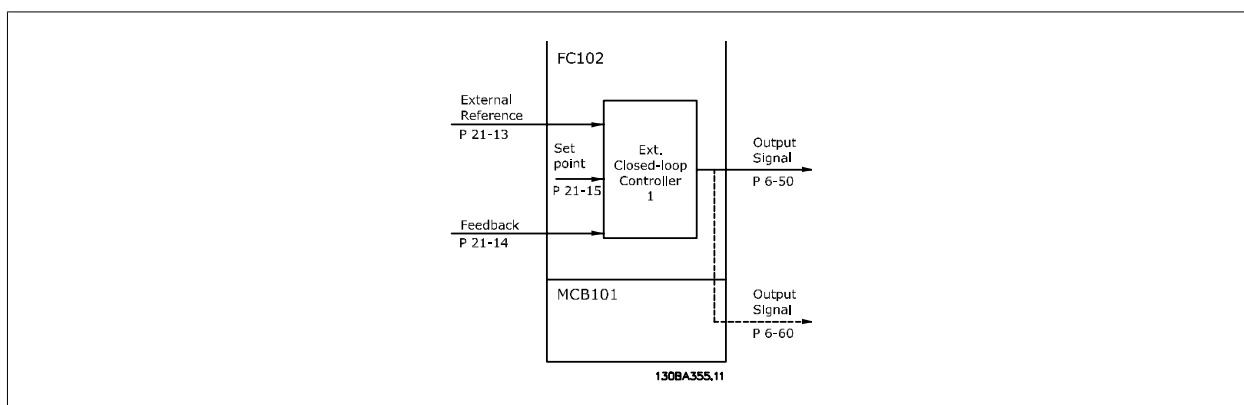 FC102
External
Reference
P 21-13
Set
point
P 21-15
Ext.
Closed-loop
Controller
1
Output
Signal
P 6-50
Feedback
P 21-14
MCB101
Output
Signal
P 6-60
130BA355.11